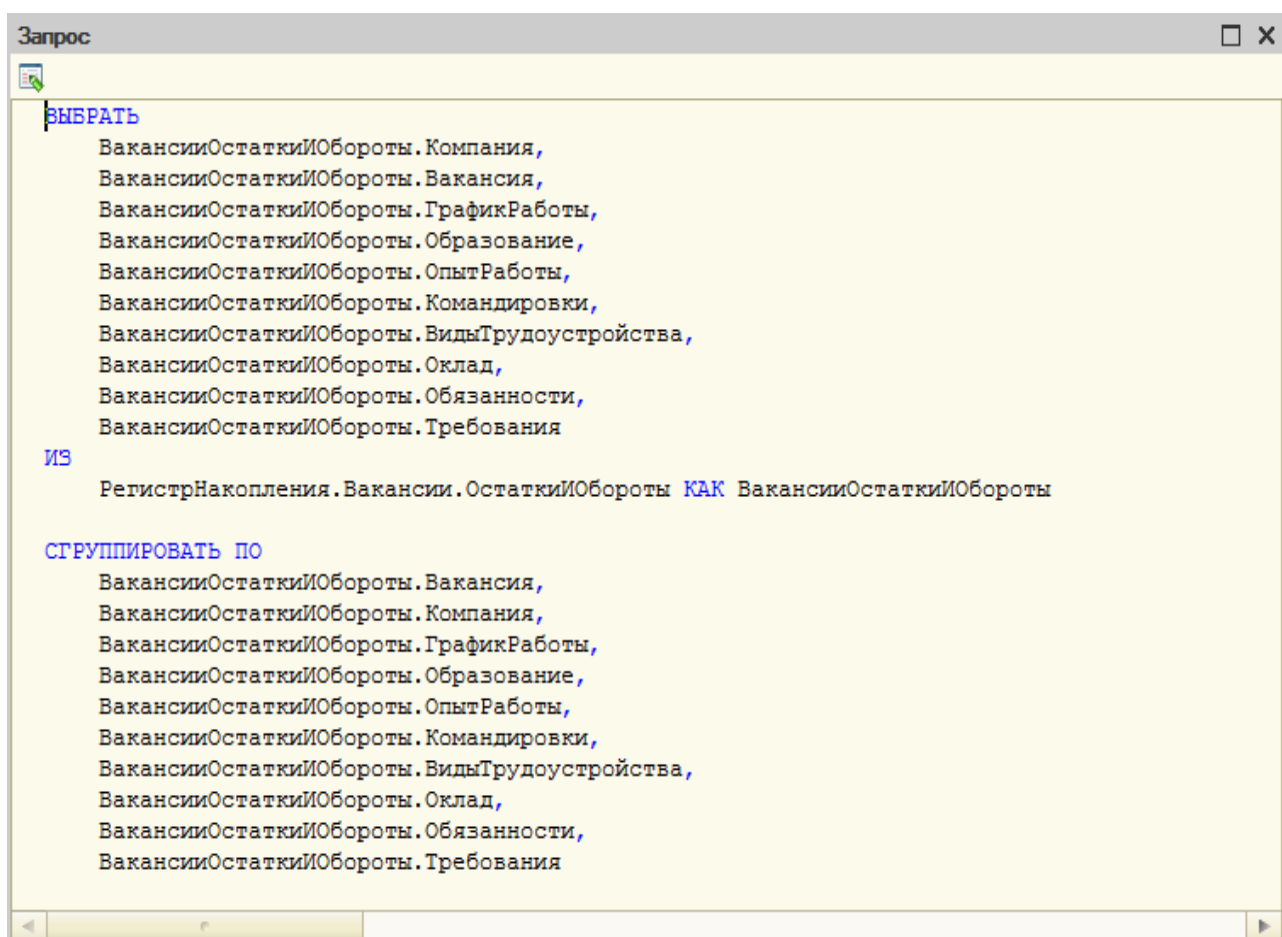 Запрос
ВЫБРАТЬ
ВакансииОстаткиИОбороты.Компания,
ВакансииОстаткиИОбороты.Вакансия,
ВакансииОстаткиИОбороты.ГрафикРаботы,
ВакансииОстаткиИОбороты.Образование,
ВакансииОстаткиИОбороты.ОпытРаботы,
ВакансииОстаткиИОбороты.Командировки,
ВакансииОстаткиИОбороты.ВидыТрудоустройства,
ВакансииОстаткиИОбороты.Оклад,
ВакансииОстаткиИОбороты.Обязанности,
ВакансииОстаткиИОбороты.Требования
ИЗ
РегистрНакопления.Вакансии.ОстаткиИОбороты КАК ВакансииОстаткиИОбороты
СГРУППИРОВАТЬ ПО
ВакансииОстаткиИОбороты.Вакансия,
ВакансииОстаткиИОбороты.Компания,
ВакансииОстаткиИОбороты.ГрафикРаботы,
ВакансииОстаткиИОбороты.Образование,
ВакансииОстаткиИОбороты.ОпытРаботы,
ВакансииОстаткиИОбороты.Командировки,
ВакансииОстаткиИОбороты.ВидыТрудоустройства,
ВакансииОстаткиИОбороты.Оклад,
ВакансииОстаткиИОбороты.Обязанности,
ВакансииОстаткиИОбороты.Требования